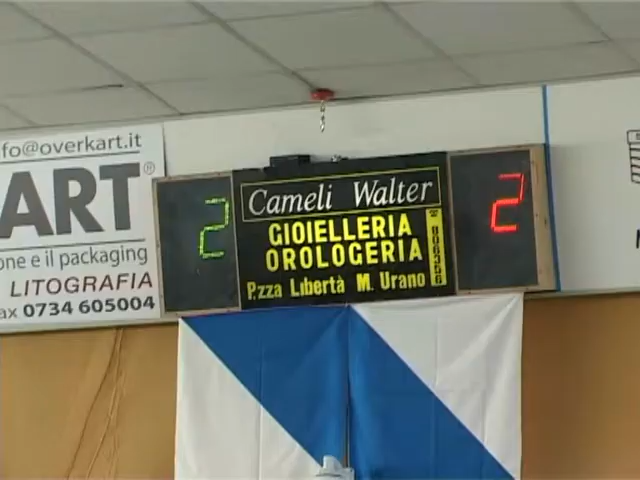 nfo@overkart.it
ART®
one e il packaging
LITOGRAFIA
ax 0734 605004
2
Cameli Walter
GIOIELLERIA
OROLOGERIA
P.zza Libertà M. Urano
2